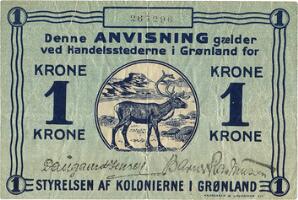 1 267296 1
Denne ANVISNING gælder
ved Handelsstederne i Grønland for
KRONE KRONE
1 1
KRONE KRONE
1 STYRELSEN AF KOLONIERNE I GRØNLAND 1